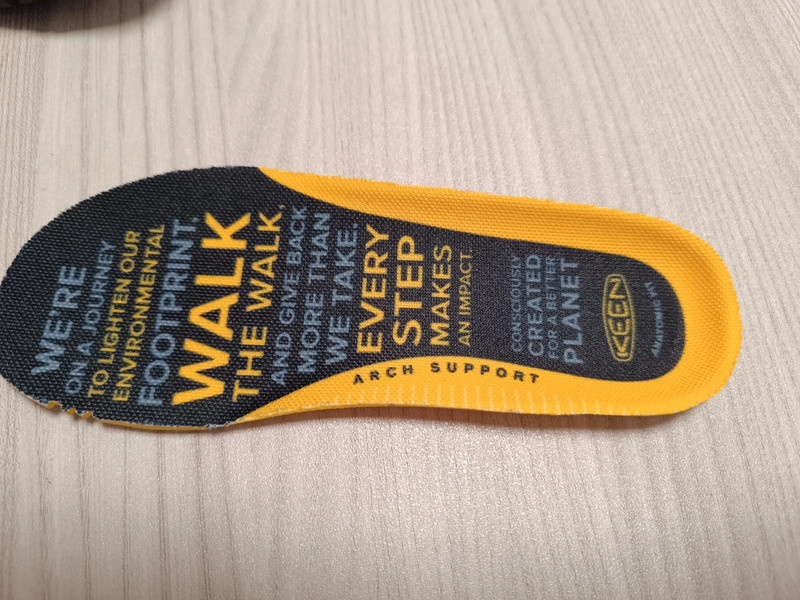 WE'RE
ON A JOURNEY
TO LIGHTEN OUR
ENVIRONMENTAL
FOOTPRINT.
WALK
THE WALK,
AND GIVE BACK
MORE THAN
WE TAKE.
EVERY
STEP
MAKES
AN IMPACT.
CONSCIOUSLY
CREATED
FOR A BETTER
PLANET
KEEN
ARCH SUPPORT